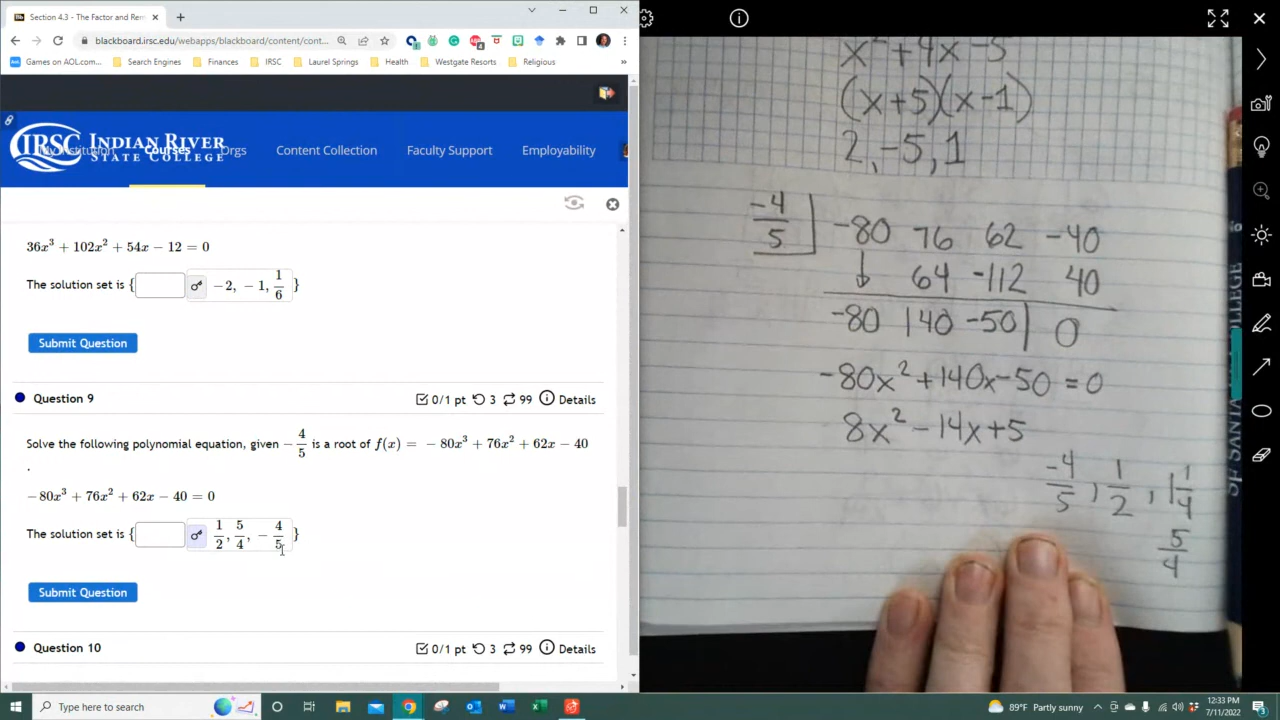 Section 4.3 - The Factor and Rem
blackboard.irsc.edu/webapps/blackboard/content/cont...
Games on AOL.com... Search Engines Finances IRSC Laurel Springs Health Westgate Resorts Religious
IRSC INDIAN RIVER STATE COLLEGE
My Institution Courses Orgs Content Collection Faculty Support Employability
36x³ + 102x² + 54x − 12 = 0
The solution set is { −2, −1, 1/6 }
Submit Question
Question 9 0/1 pt 3 99 Details
Solve the following polynomial equation, given −4/5 is a root of f(x) = −80x³ + 76x² + 62x − 40
.
−80x³ + 76x² + 62x − 40 = 0
The solution set is { 1/2, 5/4, −4/5 }
Submit Question
Question 10 0/1 pt 3 99 Details
x² + 4x − 5
(x+5)(x−1)
2, −5, 1
−4/5 | −80 76 62 −40
↓ 64 −112 40
−80 140 −50 | 0
−80x² + 140x − 50 = 0
8x² − 14x + 5
−4/5, 1/2, 1 1/4
5/4
Type here to search
89°F Partly sunny 12:33 PM
7/11/2022